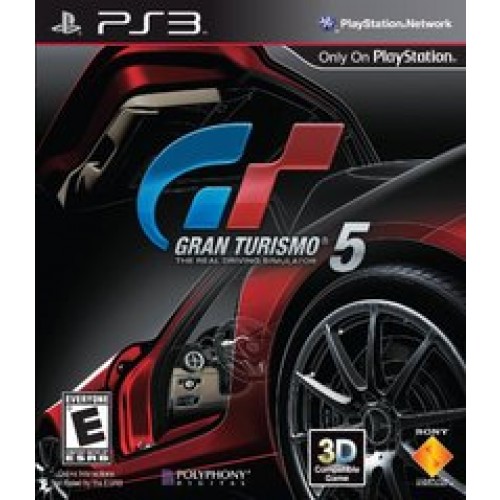 PS3
PlayStation Network
Only On PlayStation
GT
GRAN TURISMO® 5
THE REAL DRIVING SIMULATOR
EVERYONE
E
ESRB
3D
Compatible
Game
POLYPHONY
DIGITAL
SONY